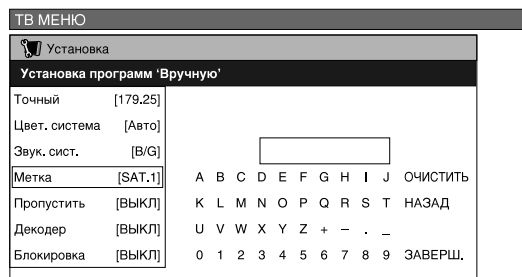 ТВ МЕНЮ
Установка
Установка программ 'Вручную'
Точный [179.25]
Цвет. система [Авто]
Звук. сист. [B/G]
Метка [SAT.1] A B C D E F G H I J ОЧИСТИТЬ
Пропустить [ВЫКЛ] K L M N O P Q R S T НАЗАД
Декодер [ВЫКЛ] U V W X Y Z + – . _
Блокировка [ВЫКЛ] 0 1 2 3 4 5 6 7 8 9 ЗАВЕРШ.